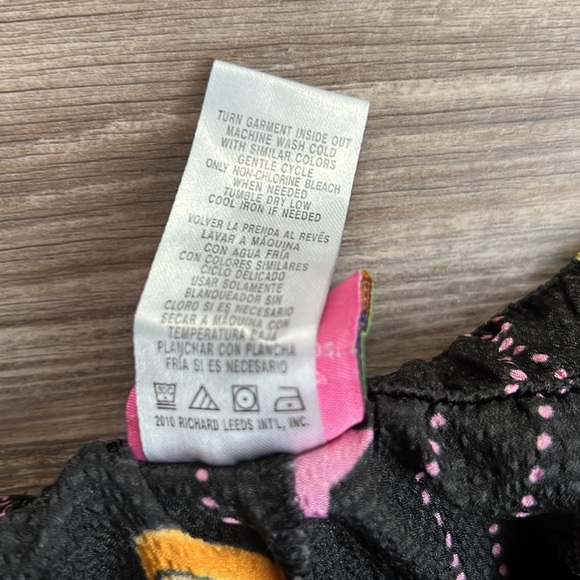 TURN GARMENT INSIDE OUT
MACHINE WASH COLD
WITH SIMILAR COLORS
GENTLE CYCLE
ONLY NON-CHLORINE BLEACH
WHEN NEEDED
TUMBLE DRY LOW
COOL IRON IF NEEDED
VOLVER LA PRENDA AL REVÉS
LAVAR A MÁQUINA
CON AGUA FRÍA
CON COLORES SIMILARES
CICLO DELICADO
USAR SOLAMENTE
BLANQUEADOR SIN
CLORO SI ES NECESARIO
SECAR A MÁQUINA CON
TEMPERATURA BAJA
PLANCHAR CON PLANCHA
FRÍA SI ES NECESARIO
2010 RICHARD LEEDS INT'L, INC.